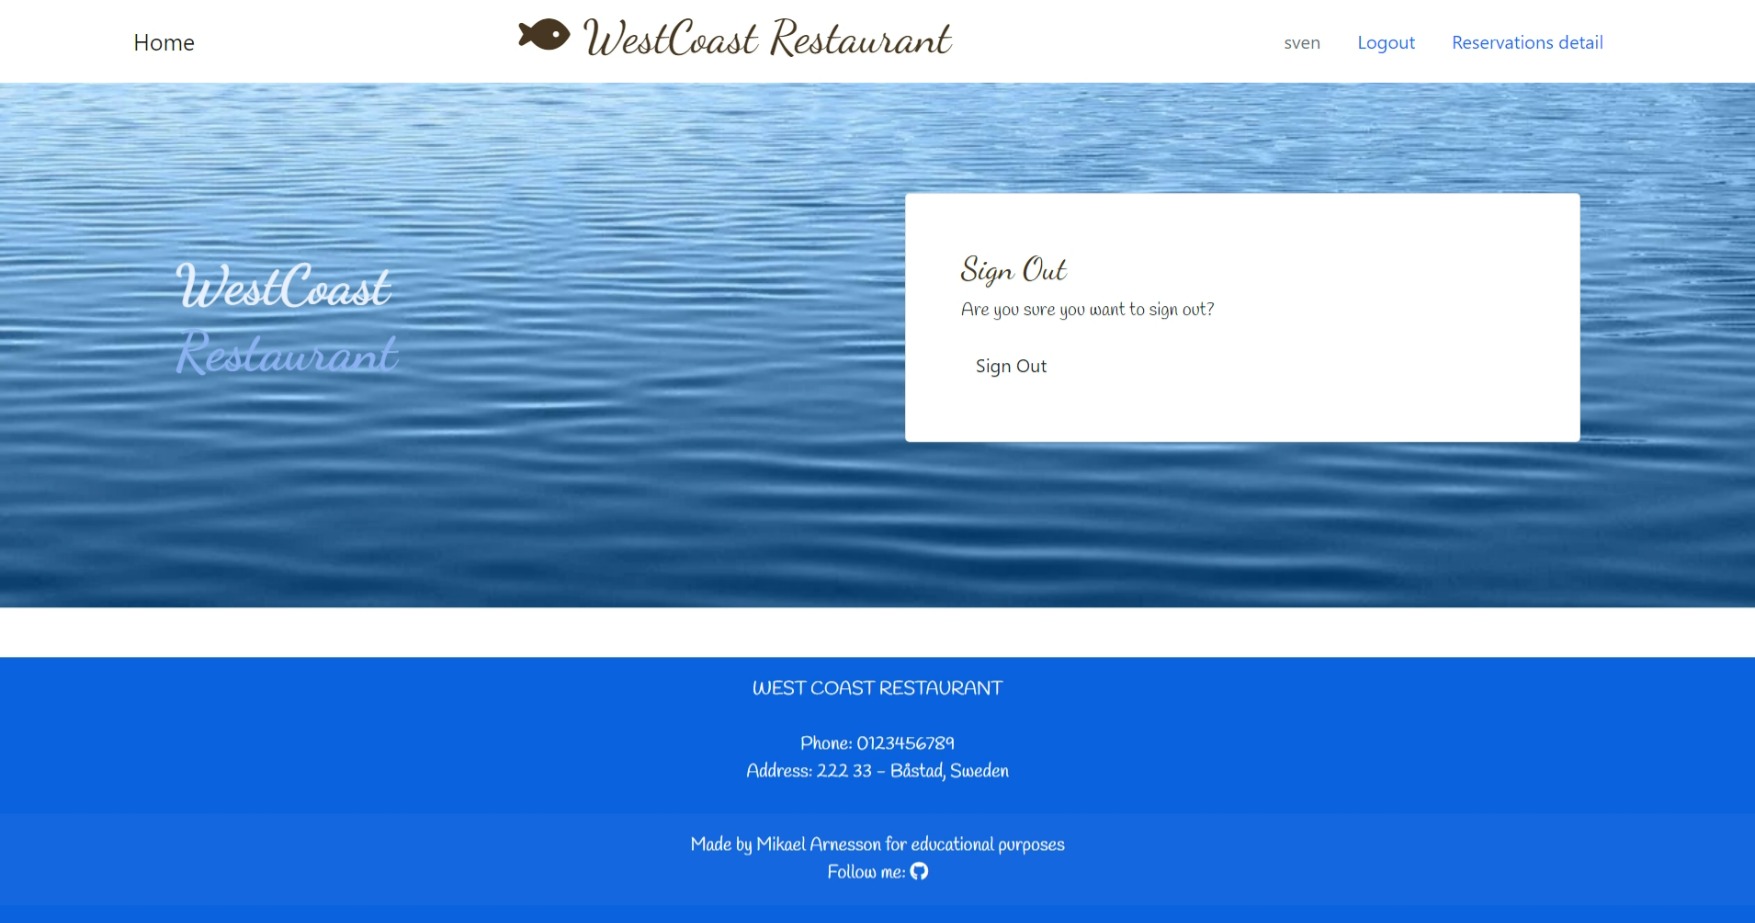 Home
WestCoast Restaurant
sven
Logout
Reservations detail
WestCoast
Restaurant
Sign Out
Are you sure you want to sign out?
Sign Out
WEST COAST RESTAURANT
Phone: 0123456789
Address: 222 33 - Båstad, Sweden
Made by Mikael Arnesson for educational purposes
Follow me: